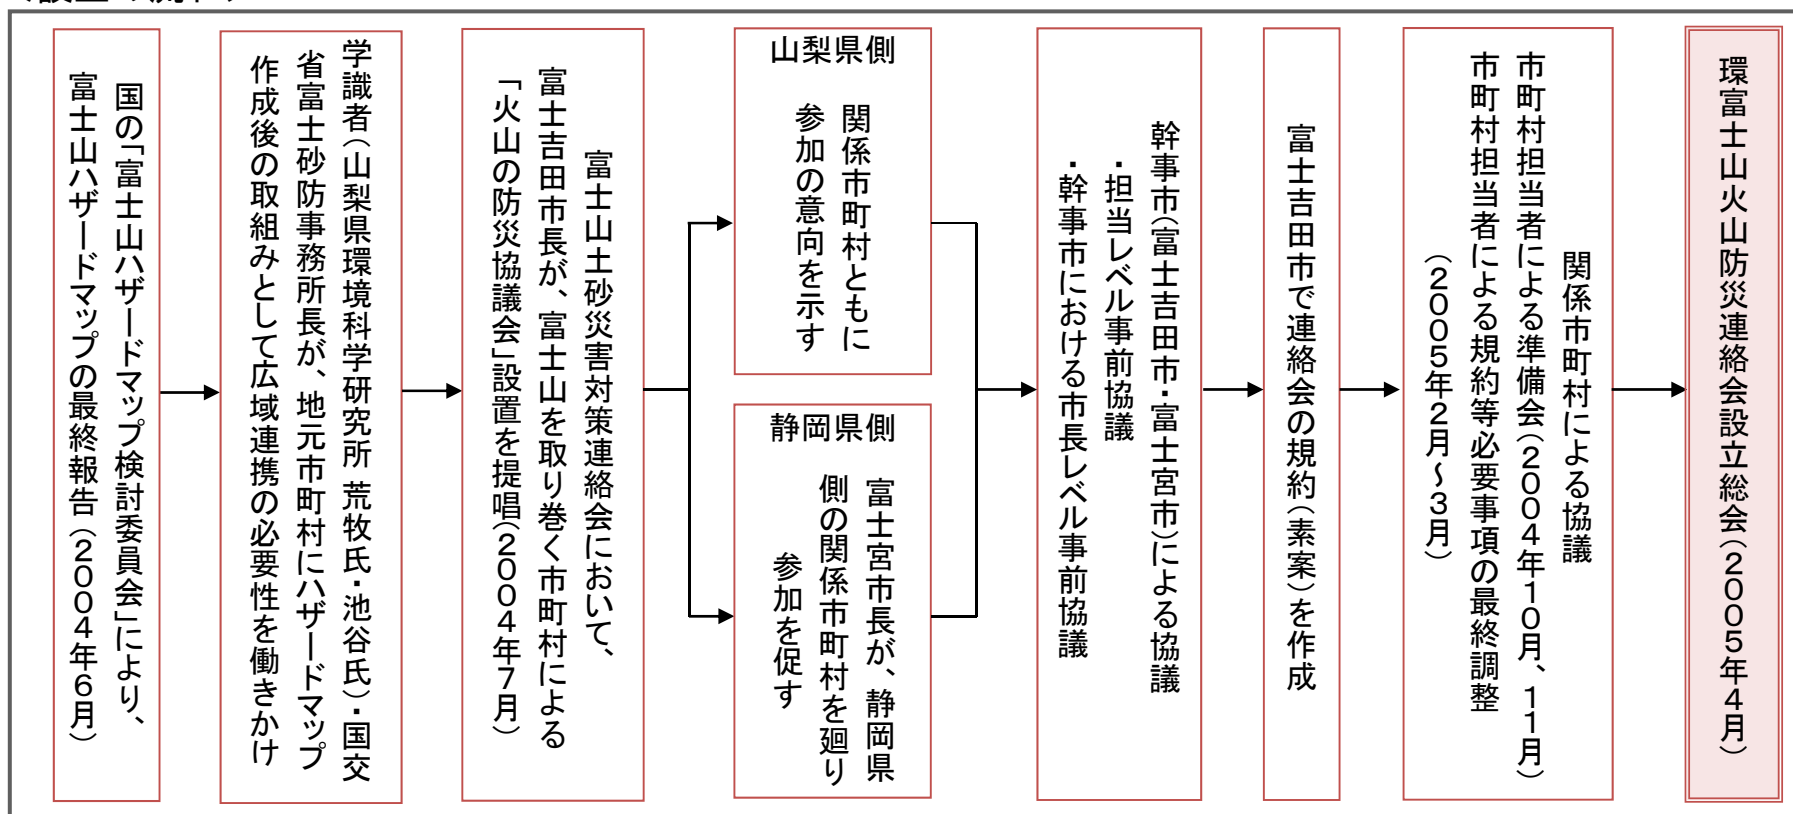 国の「富士山ハザードマップ検討委員会」により、
富士山ハザードマップの最終報告(2004年6月)
学識者(山梨県環境科学研究所 荒牧氏・池谷氏)・国交
省富士砂防事務所長が、地元市町村にハザードマップ
作成後の取組みとして広域連携の必要性を働きかけ
富士山土砂災害対策連絡会において、
富士吉田市長が、富士山を取り巻く市町村による
「火山の防災協議会」設置を提唱(2004年7月)
山梨県側
関係市町村ともに
参加の意向を示す
静岡県側
富士宮市長が、静岡県
側の関係市町村を廻り
参加を促す
幹事市(富士吉田市・富士宮市)による協議
・担当レベル事前協議
・幹事市における市長レベル事前協議
富士吉田市で連絡会の規約(素案)を作成
関係市町村による協議
市町村担当者による準備会(2004年10月、11月)
市町村担当者による規約等必要事項の最終調整
(2005年2月~3月)
環富士山火山防災連絡会設立総会(2005年4月)